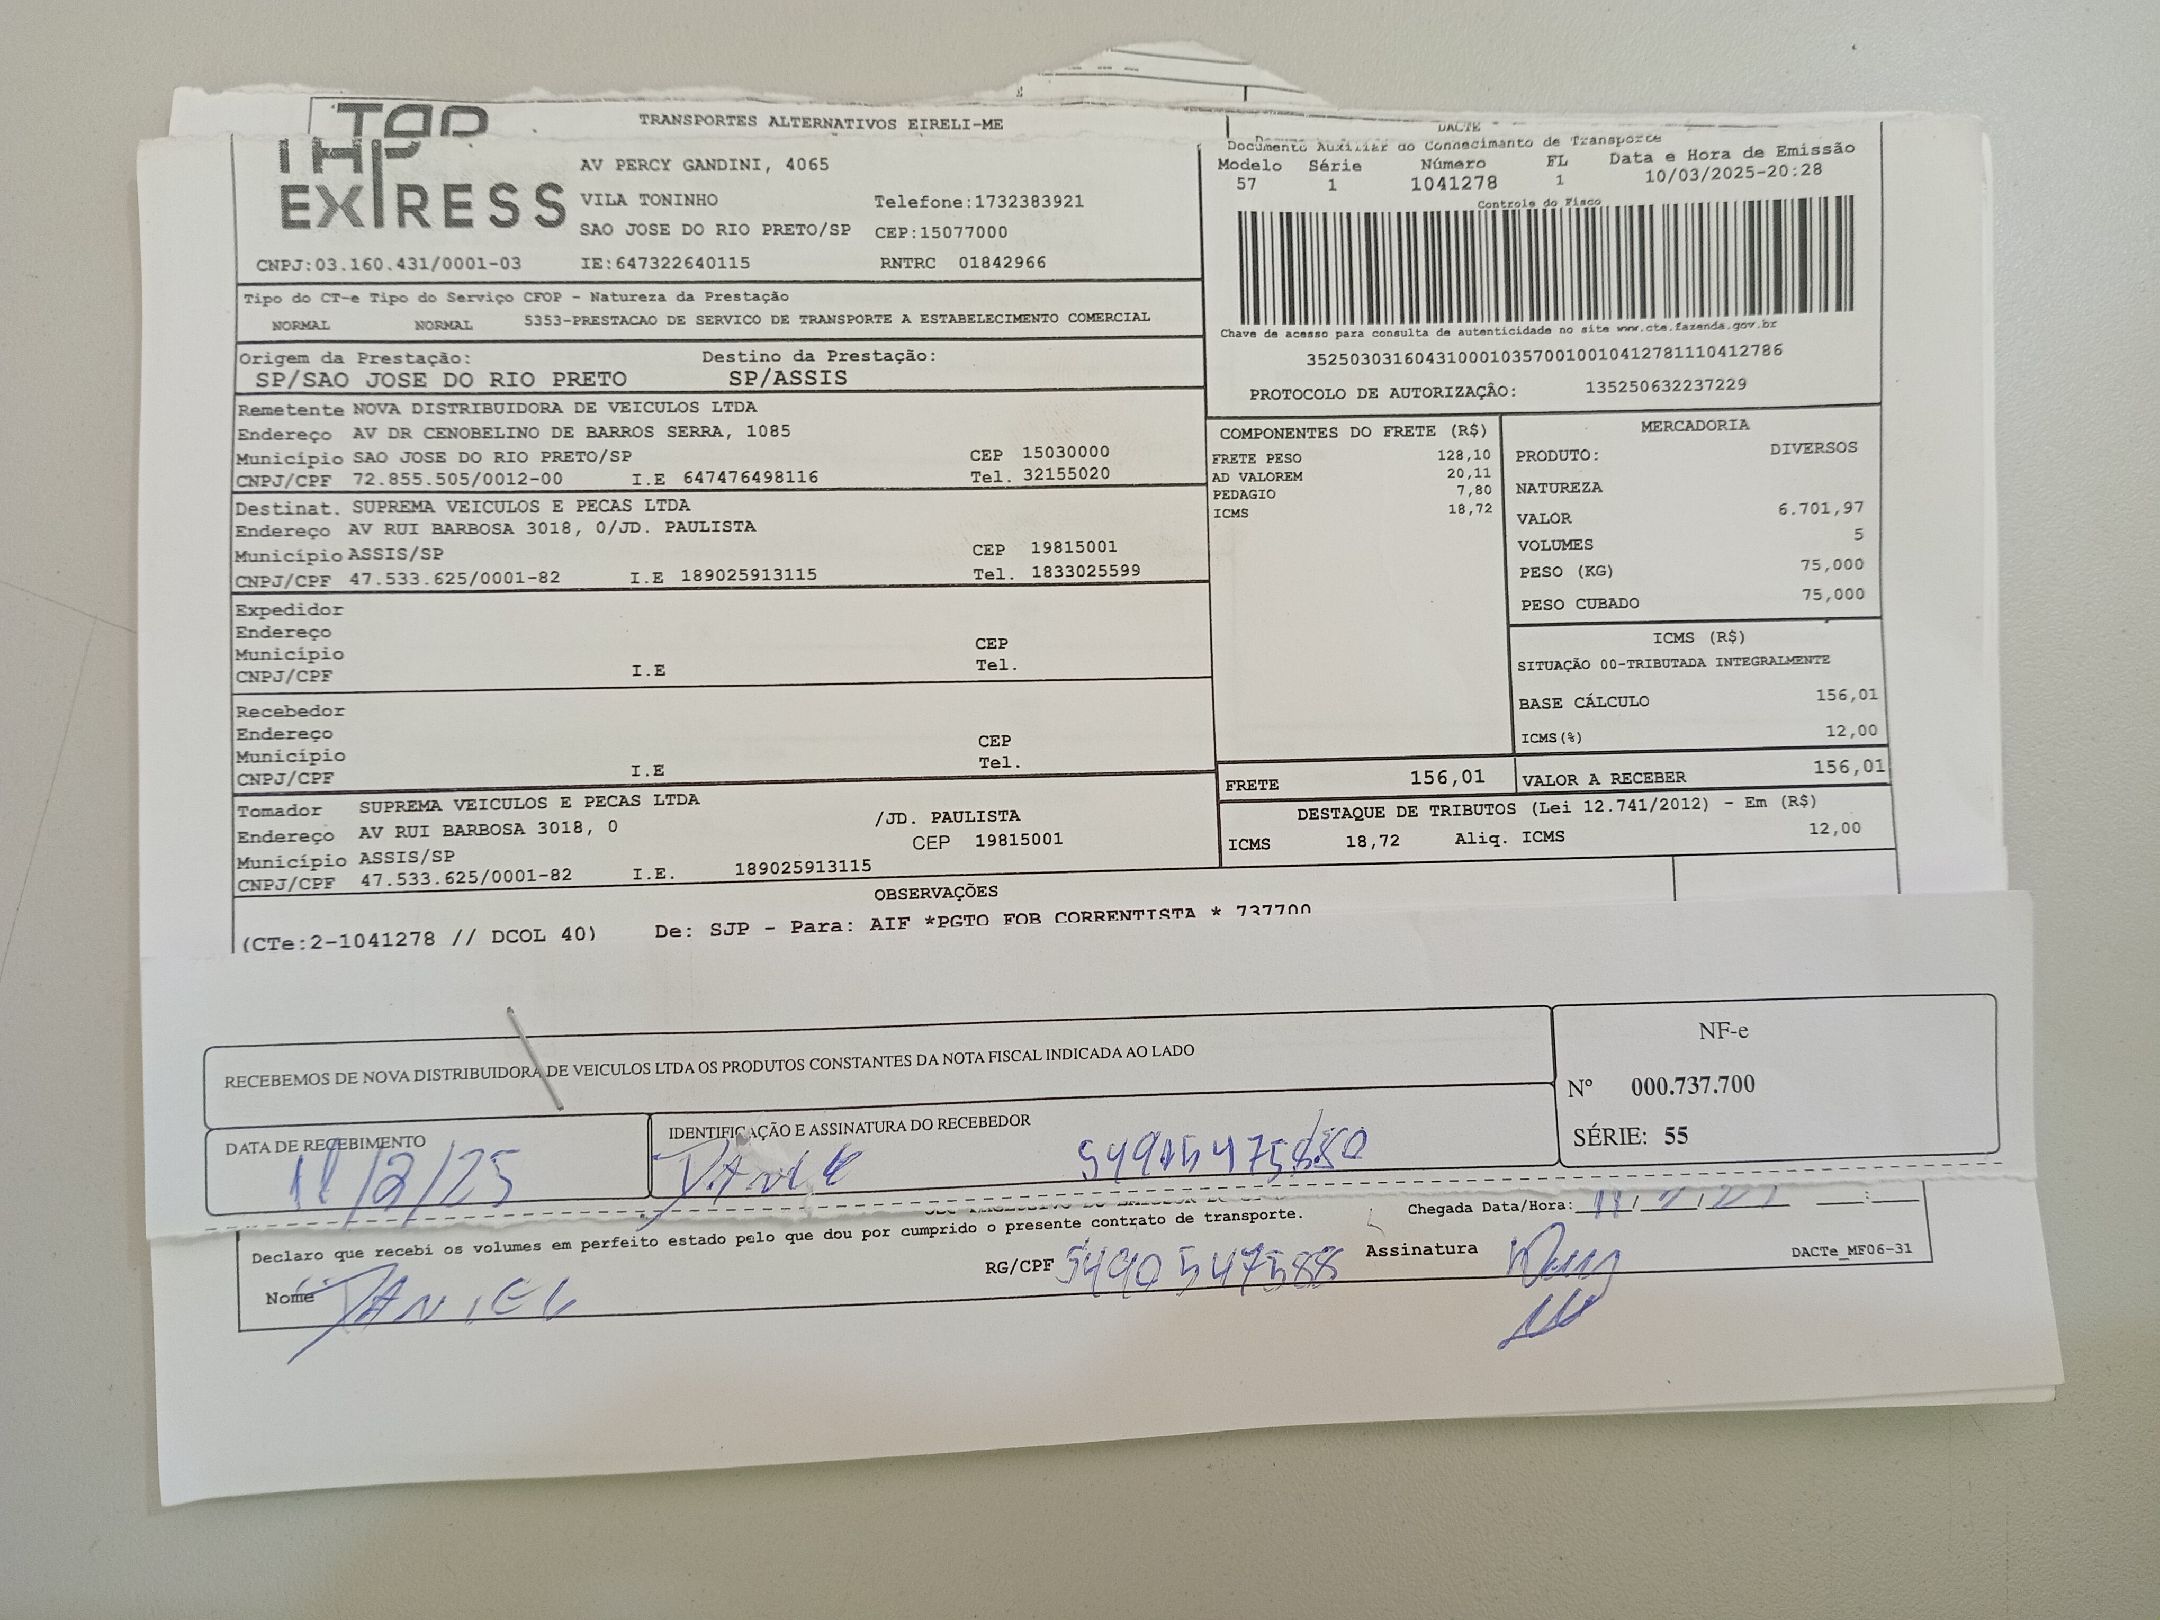 TRANSPORTES ALTERNATIVOS EIRELI-ME
EXPRESS
AV PERCY GANDINI, 4065
VILA TONINHO Telefone:1732383921
SAO JOSE DO RIO PRETO/SP CEP:15077000
CNPJ:03.160.431/0001-03 IE:647322640115 RNTRC 01842966
DACTE
Documento Auxiliar do Conhecimento de Transporte
Modelo Série Número FL Data e Hora de Emissão
57 1 1041278 1 10/03/2025-20:28
Controle do Fisco
Chave de acesso para consulta de autenticidade no site www.cte.fazenda.gov.br
35250303160431000103570010010412781110412786
PROTOCOLO DE AUTORIZAÇÃO: 135250632237229
Tipo do CT-e Tipo do Serviço CFOP - Natureza da Prestação
NORMAL NORMAL 5353-PRESTACAO DE SERVICO DE TRANSPORTE A ESTABELECIMENTO COMERCIAL
Origem da Prestação: Destino da Prestação:
SP/SAO JOSE DO RIO PRETO SP/ASSIS
Remetente NOVA DISTRIBUIDORA DE VEICULOS LTDA
Endereço AV DR CENOBELINO DE BARROS SERRA, 1085
Município SAO JOSE DO RIO PRETO/SP CEP 15030000
CNPJ/CPF 72.855.505/0012-00 I.E 647476498116 Tel. 32155020
Destinat. SUPREMA VEICULOS E PECAS LTDA
Endereço AV RUI BARBOSA 3018, 0/JD. PAULISTA
Município ASSIS/SP CEP 19815001
CNPJ/CPF 47.533.625/0001-82 I.E 189025913115 Tel. 1833025599
Expedidor
Endereço
Município CEP
CNPJ/CPF I.E Tel.
Recebedor
Endereço
Município CEP
CNPJ/CPF I.E Tel.
Tomador SUPREMA VEICULOS E PECAS LTDA
Endereço AV RUI BARBOSA 3018, 0 /JD. PAULISTA
Município ASSIS/SP CEP 19815001
CNPJ/CPF 47.533.625/0001-82 I.E. 189025913115
COMPONENTES DO FRETE (R$)
FRETE PESO 128,10
AD VALOREM 20,11
PEDAGIO 7,80
ICMS 18,72
MERCADORIA
PRODUTO: DIVERSOS
NATUREZA
VALOR 6.701,97
VOLUMES 5
PESO (KG) 75,000
PESO CUBADO 75,000
ICMS (R$)
SITUAÇÃO 00-TRIBUTADA INTEGRALMENTE
BASE CÁLCULO 156,01
ICMS(%) 12,00
FRETE 156,01 VALOR A RECEBER 156,01
DESTAQUE DE TRIBUTOS (Lei 12.741/2012) - Em (R$)
ICMS 18,72 Aliq. ICMS 12,00
OBSERVAÇÕES
(CTe:2-1041278 // DCOL 40) De: SJP - Para: AIF *PGTO FOB CORRENTISTA * 737700
RECEBEMOS DE NOVA DISTRIBUIDORA DE VEICULOS LTDA OS PRODUTOS CONSTANTES DA NOTA FISCAL INDICADA AO LADO
NF-e
Nº 000.737.700
SÉRIE: 55
DATA DE RECEBIMENTO IDENTIFICAÇÃO E ASSINATURA DO RECEBEDOR
Chegada Data/Hora:
Declaro que recebi os volumes em perfeito estado pelo que dou por cumprido o presente contrato de transporte.
Nome DANIEL RG/CPF 5490547588 Assinatura DACTe_MF06-31